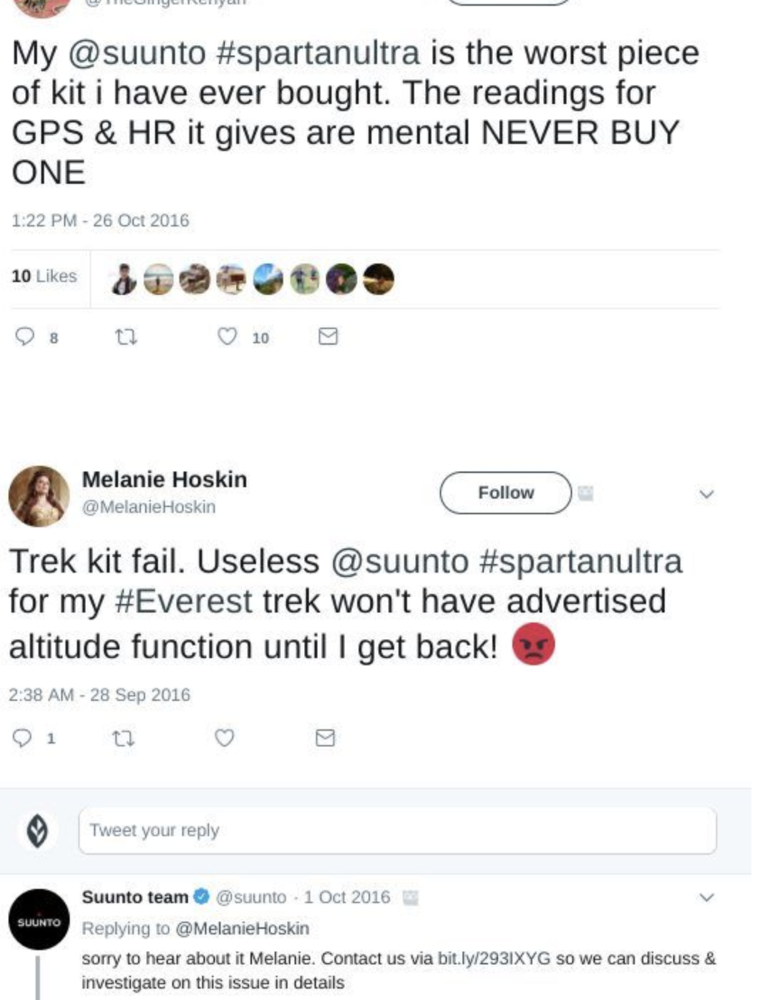 @TheGingerKenyan
My @suunto #spartanultra is the worst piece
of kit i have ever bought. The readings for
GPS & HR it gives are mental NEVER BUY
ONE
1:22 PM - 26 Oct 2016
10 Likes
8 10
Melanie Hoskin
@MelanieHoskin
Follow
Trek kit fail. Useless @suunto #spartanultra
for my #Everest trek won't have advertised
altitude function until I get back! 😡
2:38 AM - 28 Sep 2016
1
Tweet your reply
SUUNTO
Suunto team @suunto · 1 Oct 2016
Replying to @MelanieHoskin
sorry to hear about it Melanie. Contact us via bit.ly/293IXYG so we can discuss &
investigate on this issue in details